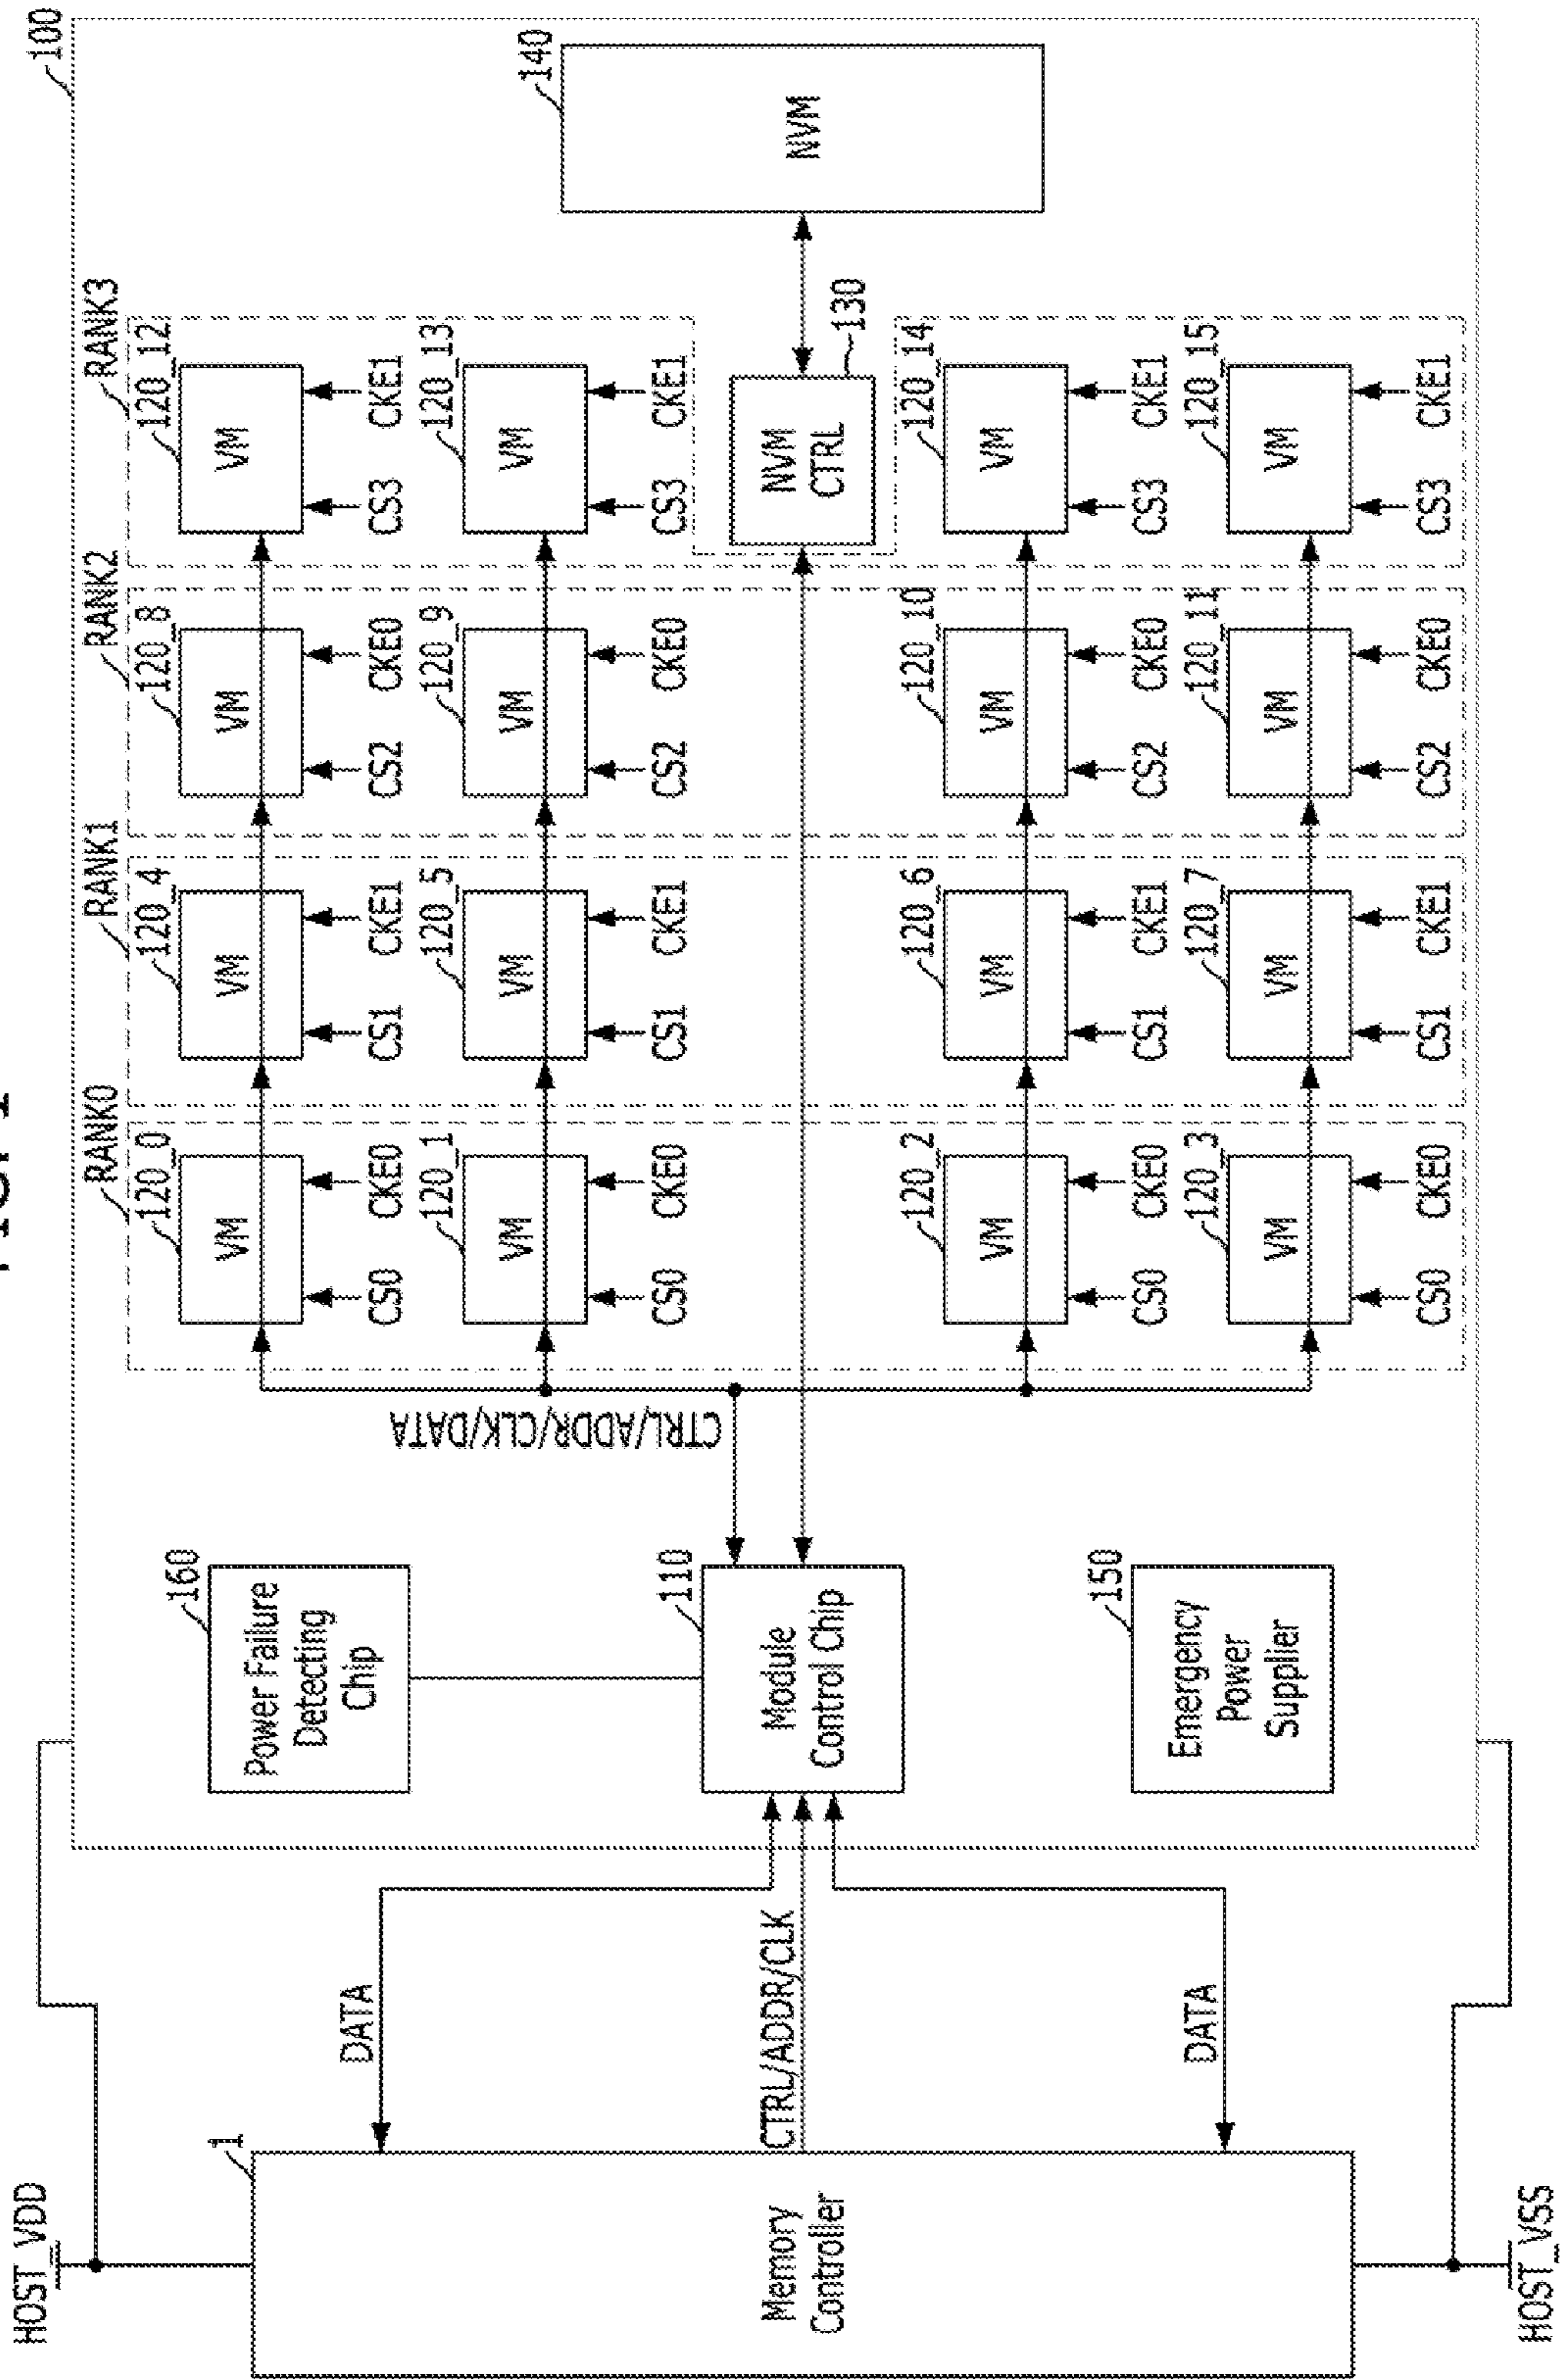 FIG. 1
100
HOST_VDD
1
Memory
Controller
HOST_VSS
DATA
CTRL/ADDR/CLK
DATA
160
Power Failure
Detecting
Chip
110
Module
Control Chip
150
Emergency
Power
Supplier
CTRL/ADDR/CLK/DATA
RANK0
120_0
VM
CS0 CKE0
120_1
VM
CS0 CKE0
120_2
VM
CS0 CKE0
120_3
VM
CS0 CKE0
RANK1
120_4
VM
CS1 CKE1
120_5
VM
CS1 CKE1
120_6
VM
CS1 CKE1
120_7
VM
CS1 CKE1
RANK2
120_8
VM
CS2 CKE0
120_9
VM
CS2 CKE0
120_10
VM
CS2 CKE0
120_11
VM
CS2 CKE0
RANK3
120_12
VM
CS3 CKE1
120_13
VM
CS3 CKE1
130
NVM
CTRL
120_14
VM
CS3 CKE1
120_15
VM
CS3 CKE1
140
NVM